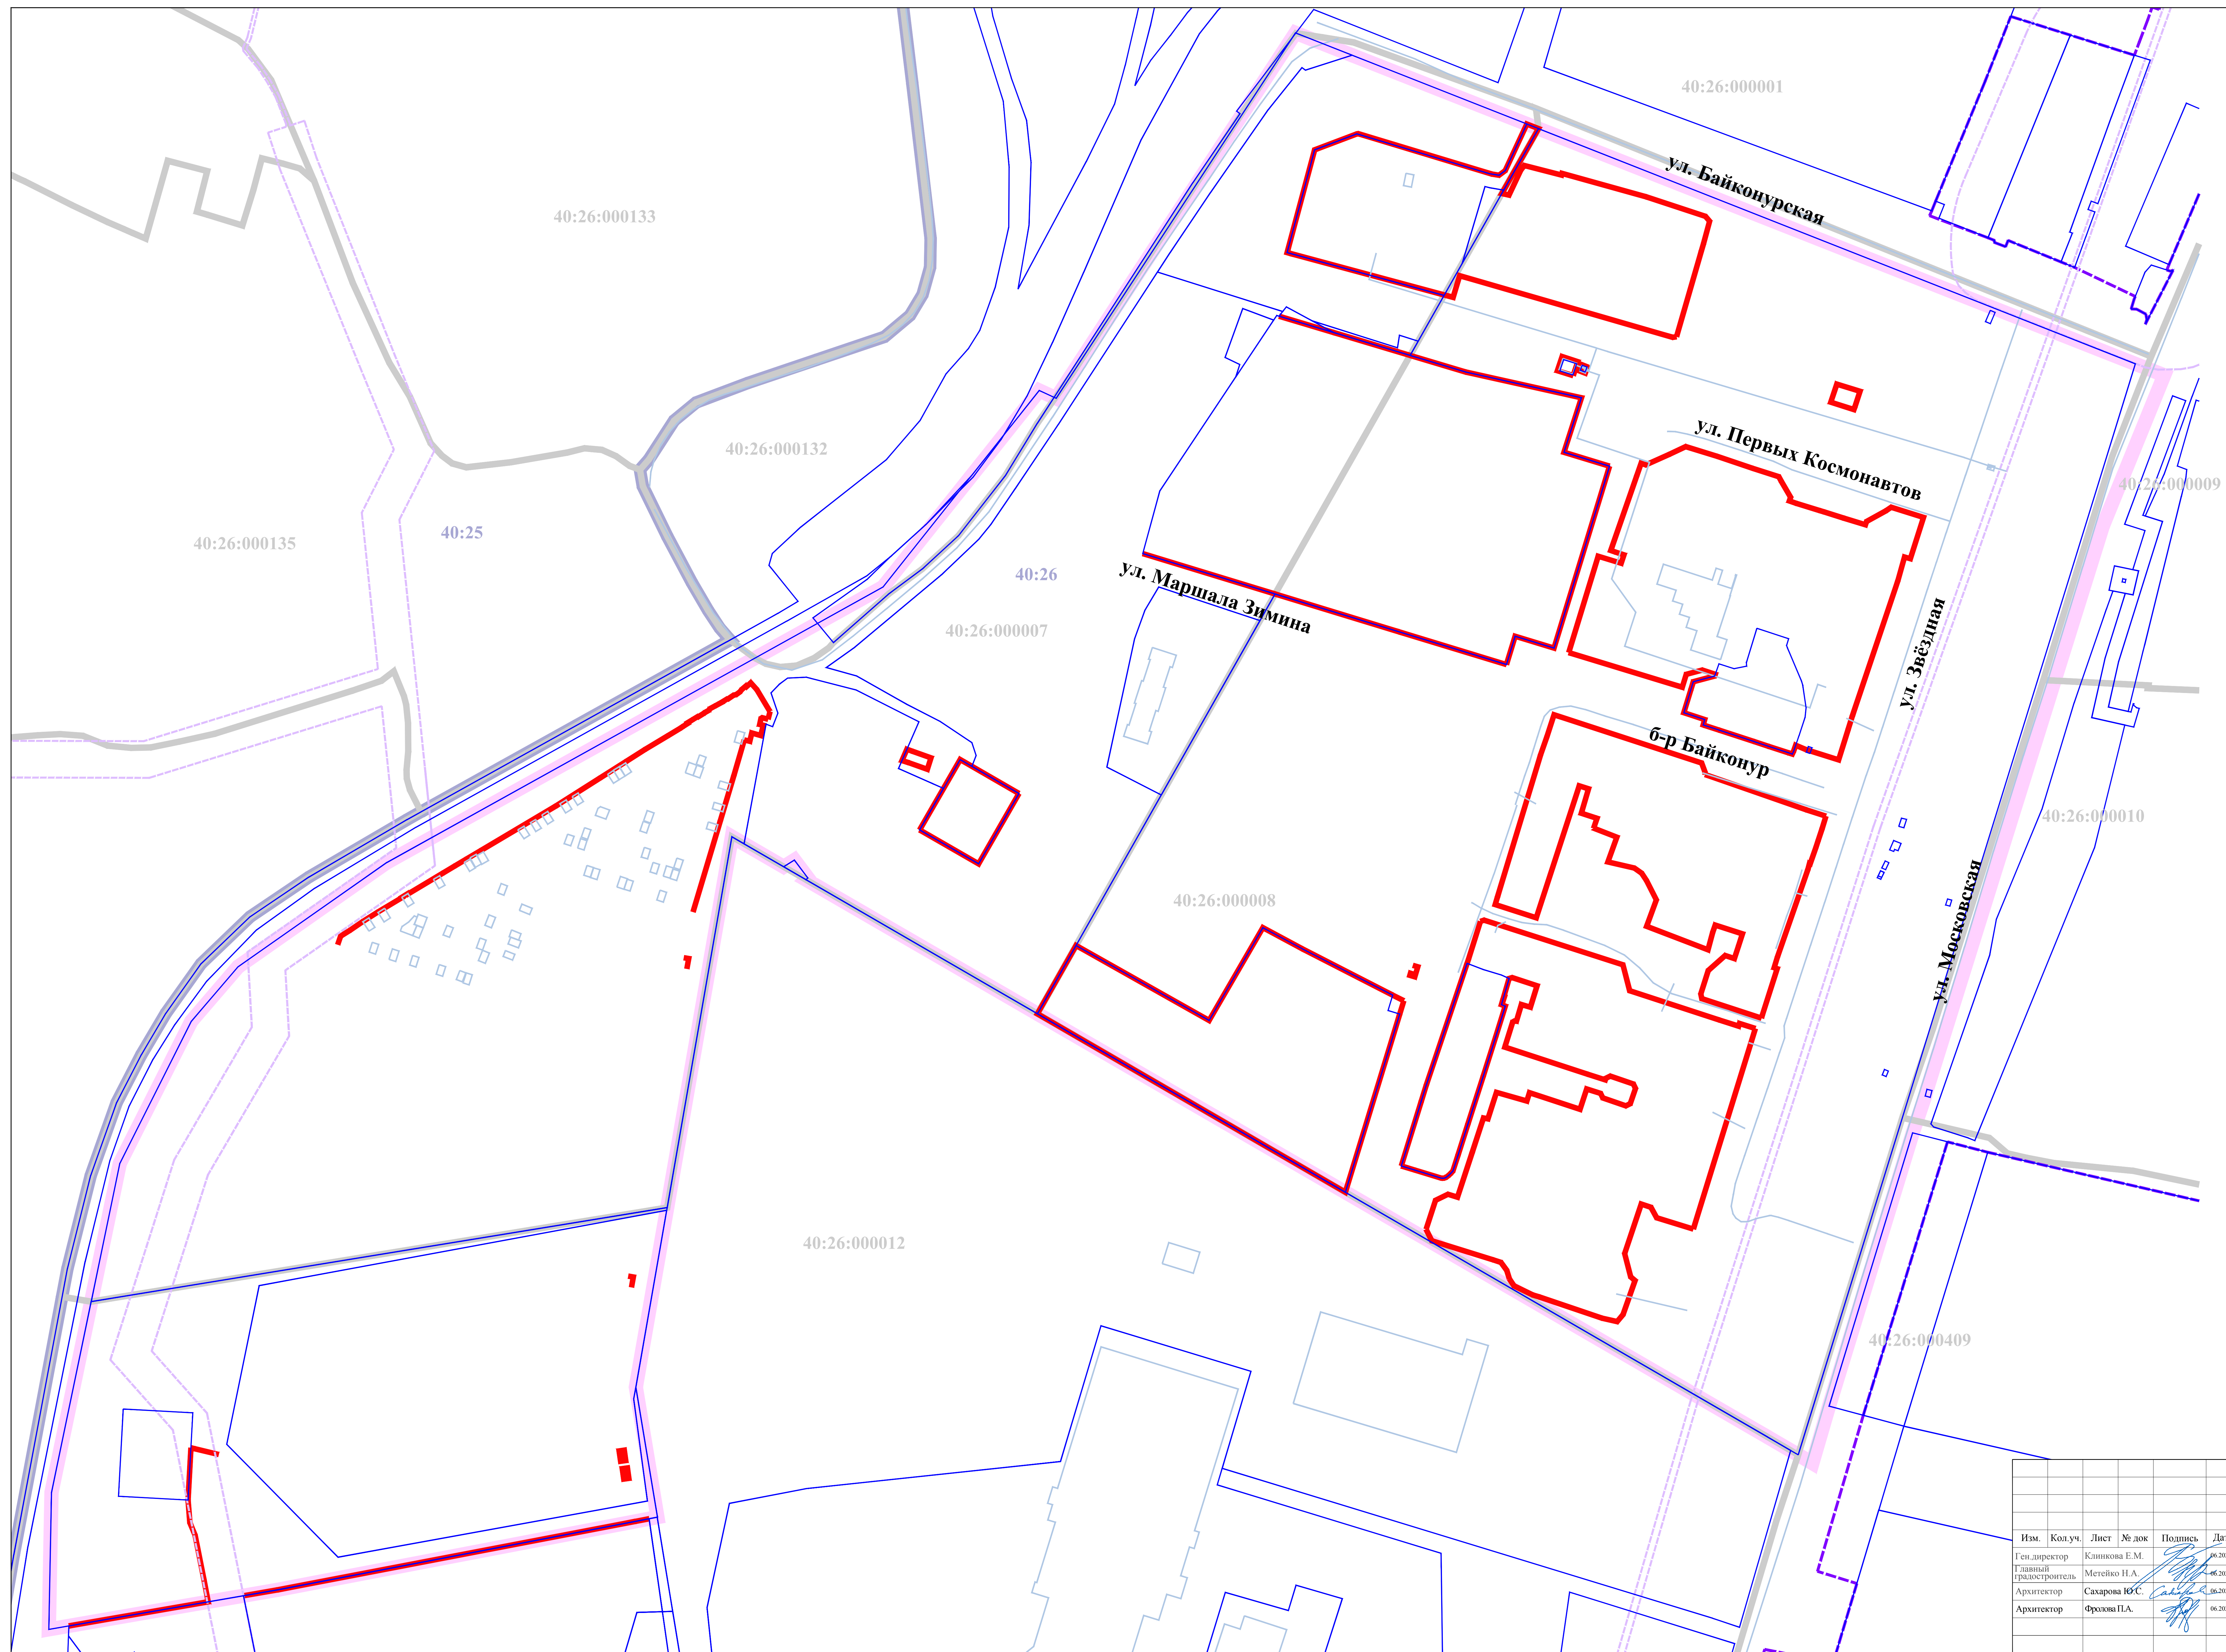 40:26:000001
ул. Байконурская
40:26:000133
40:26:000132
ул. Первых Космонавтов
40:26:000009
40:25
40:26:000135
40:26
ул. Маршала Зимина
40:26:000007
ул. Звёздная
б-р Байконур
40:26:000010
40:26:000008
ул. Московская
40:26:000012
40:26:000409
Изм. Кол.уч. Лист № док Подпись
Ген.директор Клинкова Е.М.
Главный градостроитель Метейко Н.А.
Архитектор Сахарова Ю.С.
Архитектор Фролова П.А.